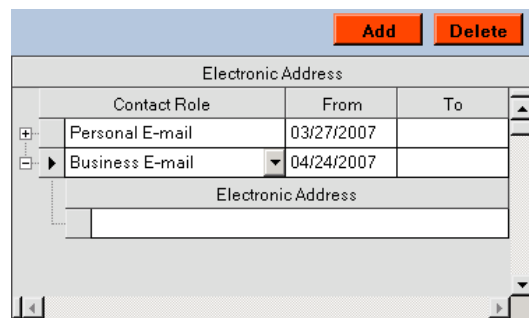 Add Delete
Electronic Address
Contact Role From To
Personal E-mail 03/27/2007
Business E-mail 04/24/2007
Electronic Address